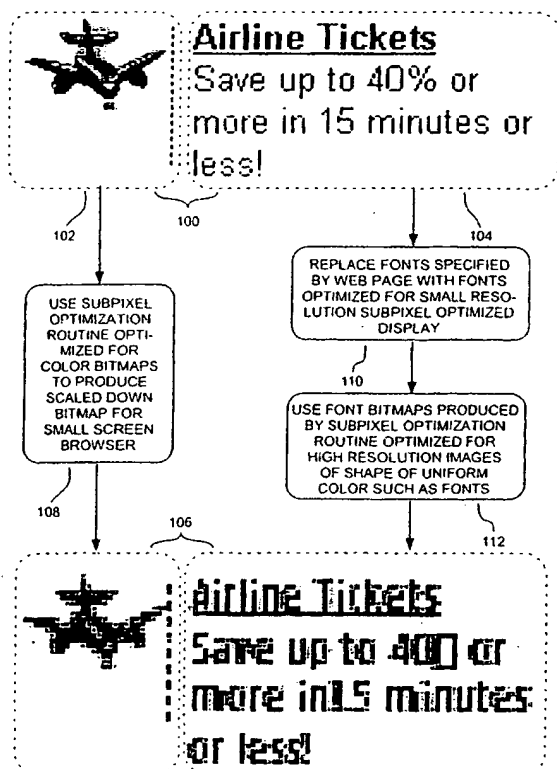 Airline Tickets
Save up to 40% or
more in 15 minutes or
less!
102
100
104
USE SUBPIXEL
OPTIMIZATION
ROUTINE OPTI-
MIZED FOR
COLOR BITMAPS
TO PRODUCE
SCALED DOWN
BITMAP FOR
SMALL SCREEN
BROWSER
108
REPLACE FONTS SPECIFIED
BY WEB PAGE WITH FONTS
OPTIMIZED FOR SMALL RESO-
LUTION SUBPIXEL OPTIMIZED
DISPLAY
110
USE FONT BITMAPS PRODUCED
BY SUBPIXEL OPTIMIZATION
ROUTINE OPTIMIZED FOR
HIGH RESOLUTION IMAGES
OF SHAPE OF UNIFORM
COLOR SUCH AS FONTS
112
106
Airline Tickets
Save up to or
more in 15 minutes
or less!